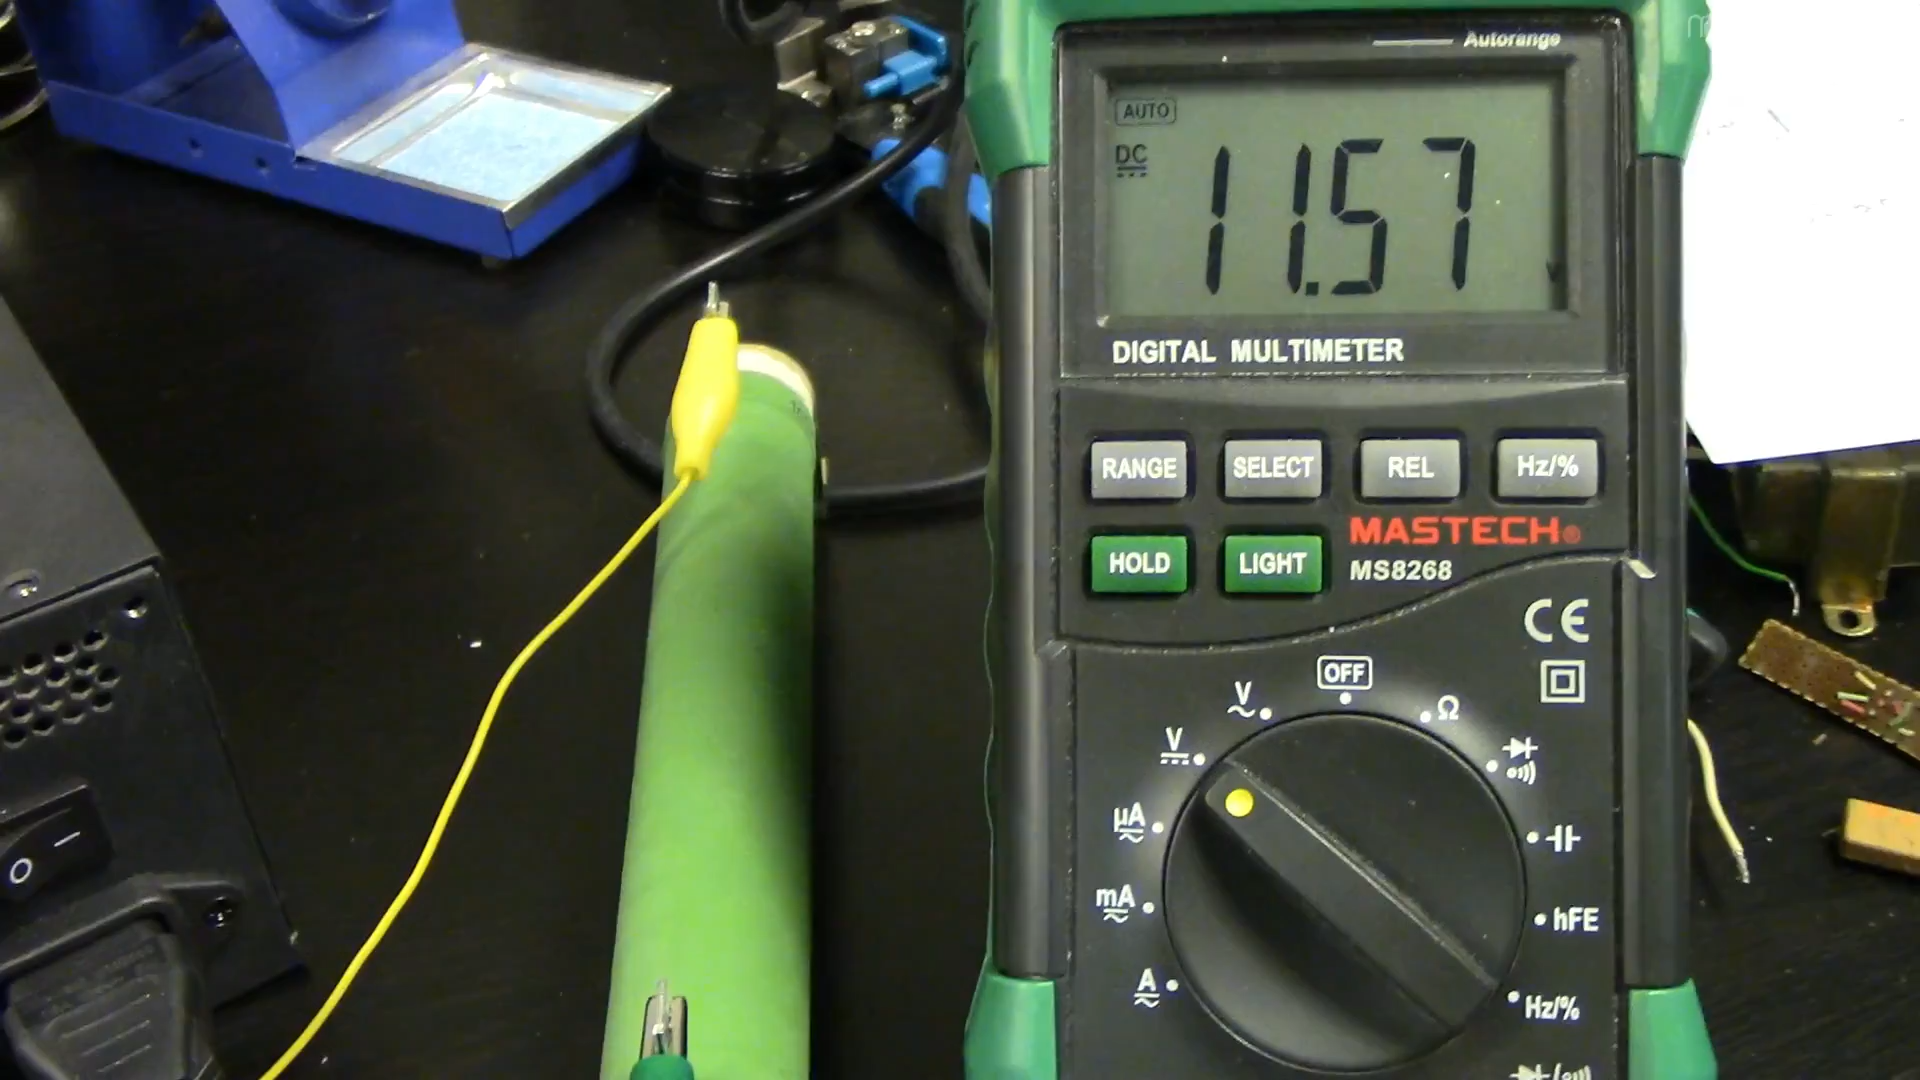 Autorange
AUTO
DC
11.57
V
DIGITAL MULTIMETER
RANGE SELECT REL Hz/%
HOLD LIGHT
MASTECH®
MS8268
CE
OFF
V
Ω
V
µA
hFE
mA
A
Hz/%
O